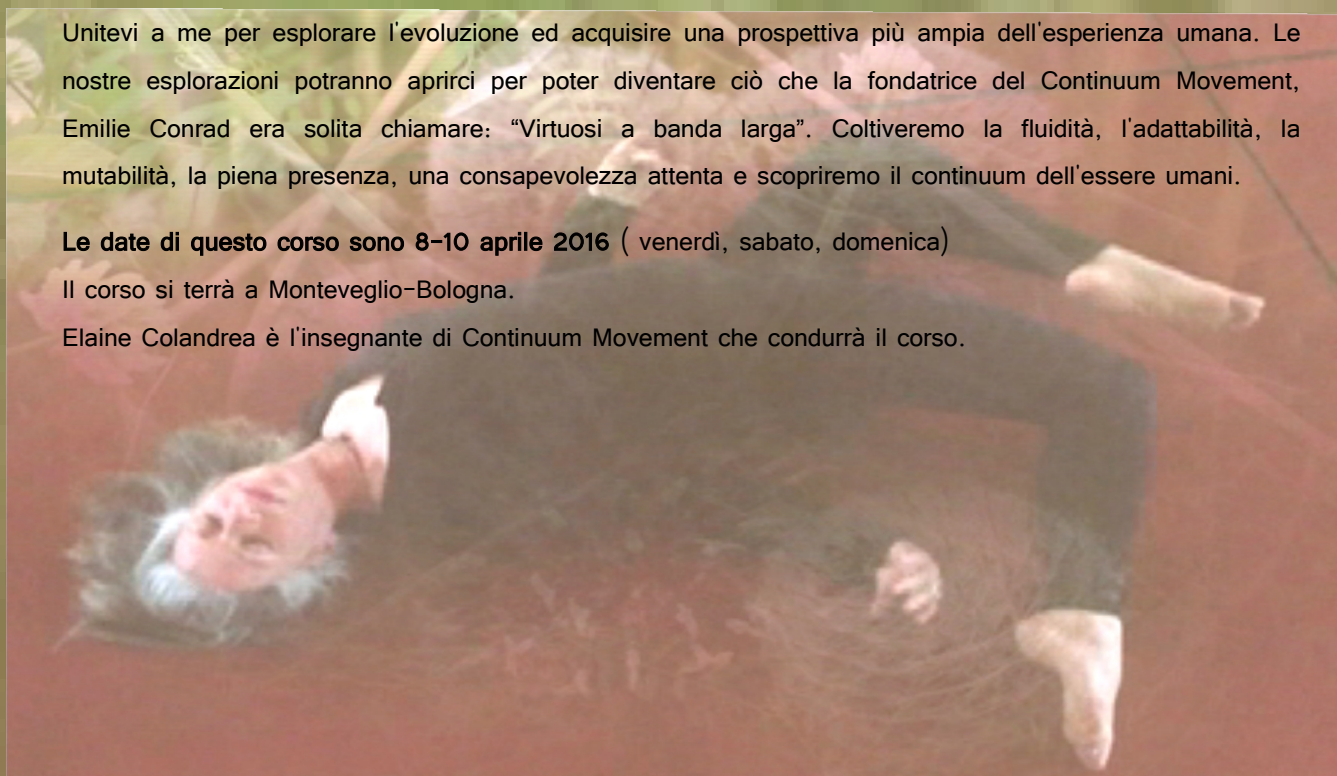 Unitevi a me per esplorare l'evoluzione ed acquisire una prospettiva più ampia dell'esperienza umana. Le
nostre esplorazioni potranno aprirci per poter diventare ciò che la fondatrice del Continuum Movement,
Emilie Conrad era solita chiamare: “Virtuosi a banda larga”. Coltiveremo la fluidità, l'adattabilità, la
mutabilità, la piena presenza, una consapevolezza attenta e scopriremo il continuum dell'essere umani.
Le date di questo corso sono 8-10 aprile 2016 ( venerdì, sabato, domenica)
Il corso si terrà a Monteveglio-Bologna.
Elaine Colandrea è l'insegnante di Continuum Movement che condurrà il corso.